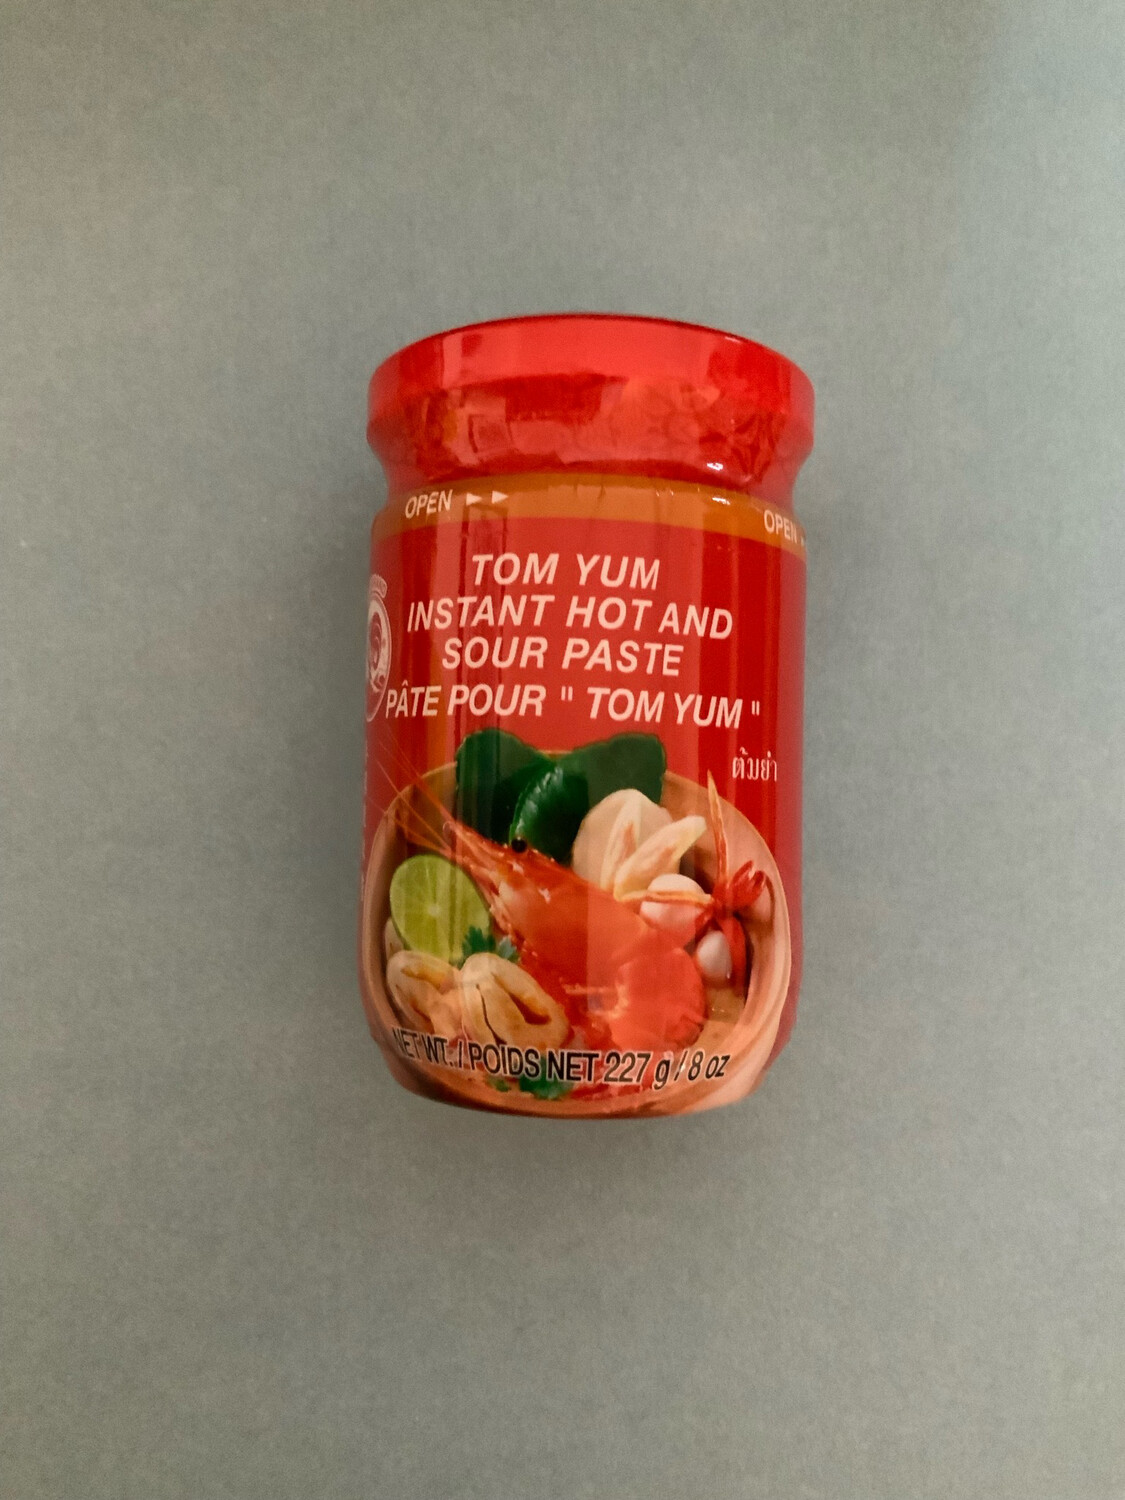 OPEN
OPEN
TOM YUM
INSTANT HOT AND
SOUR PASTE
PÂTE POUR " TOM YUM "
ต้มยำ
NET WT. / POIDS NET 227 g / 8 oz